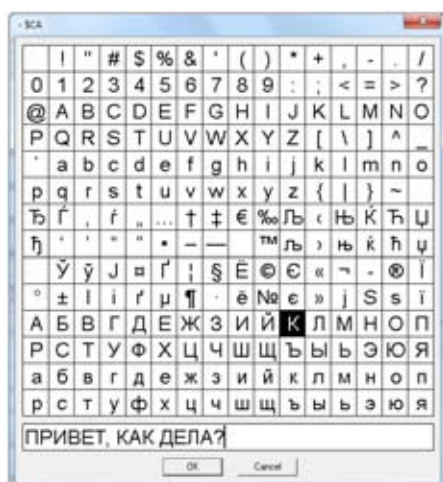 - SCA
! " # $ % & ' ( ) * + , - . /
0 1 2 3 4 5 6 7 8 9 : ; < = > ?
@ A B C D E F G H I J K L M N O
P Q R S T U V W X Y Z [ \ ] ^ _
` a b c d e f g h i j k l m n o
p q r s t u v w x y z { | } ~
Ђ Ѓ ‚ ѓ „ … † ‡ € ‰ Љ ‹ Њ Ќ Ћ Џ
ђ ‘ ’ “ ” • – — ™ љ › њ ќ ћ џ
Ў ў Ј ¤ Ґ ¦ § Ё © Є « ¬ - ® Ї
° ± І і ґ µ ¶ · ё № є » ј Ѕ ѕ ї
А Б В Г Д Е Ж З И Й К Л М Н О П
Р С Т У Ф Х Ц Ч Ш Щ Ъ Ы Ь Э Ю Я
а б в г д е ж з и й к л м н о п
р с т у ф х ц ч ш щ ъ ы ь э ю я
ПРИВЕТ, КАК ДЕЛА?
OK Cancel